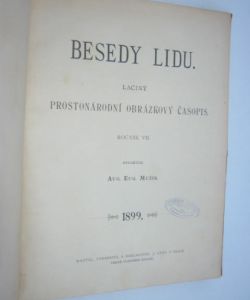 BESEDY LIDU.
LACINÝ
PROSTONÁRODNÍ OBRÁZKOVÝ ČASOPIS.
ROČNÍK VII.
AUG. EUG. MUŽÍK.
1899.